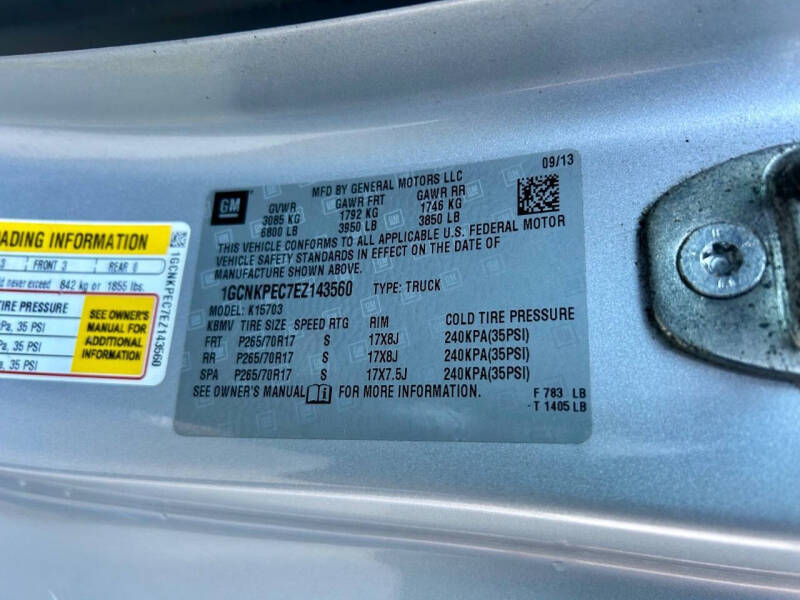 09/13
GM
MFD BY GENERAL MOTORS LLC
GVWR GAWR FRT GAWR RR
3085 KG 1792 KG 1746 KG
6800 LB 3950 LB 3850 LB
THIS VEHICLE CONFORMS TO ALL APPLICABLE U.S. FEDERAL MOTOR
VEHICLE SAFETY STANDARDS IN EFFECT ON THE DATE OF
MANUFACTURE SHOWN ABOVE.
1GCNKPEC7EZ143560 TYPE: TRUCK
MODEL: K15703
KBMV TIRE SIZE SPEED RTG RIM COLD TIRE PRESSURE
FRT P265/70R17 S 17X8J 240KPA(35PSI)
RR P265/70R17 S 17X8J 240KPA(35PSI)
SPA P265/70R17 S 17X7.5J 240KPA(35PSI)
SEE OWNER'S MANUAL FOR MORE INFORMATION.
F 783 LB
T 1405 LB
ADING INFORMATION
3 FRONT 3 REAR 0
d never exceed 842 kg or 1855 lbs.
TIRE PRESSURE
Pa, 35 PSI
Pa, 35 PSI
a, 35 PSI
SEE OWNER'S
MANUAL FOR
ADDITIONAL
INFORMATION
1GCNKPEC7EZ143560